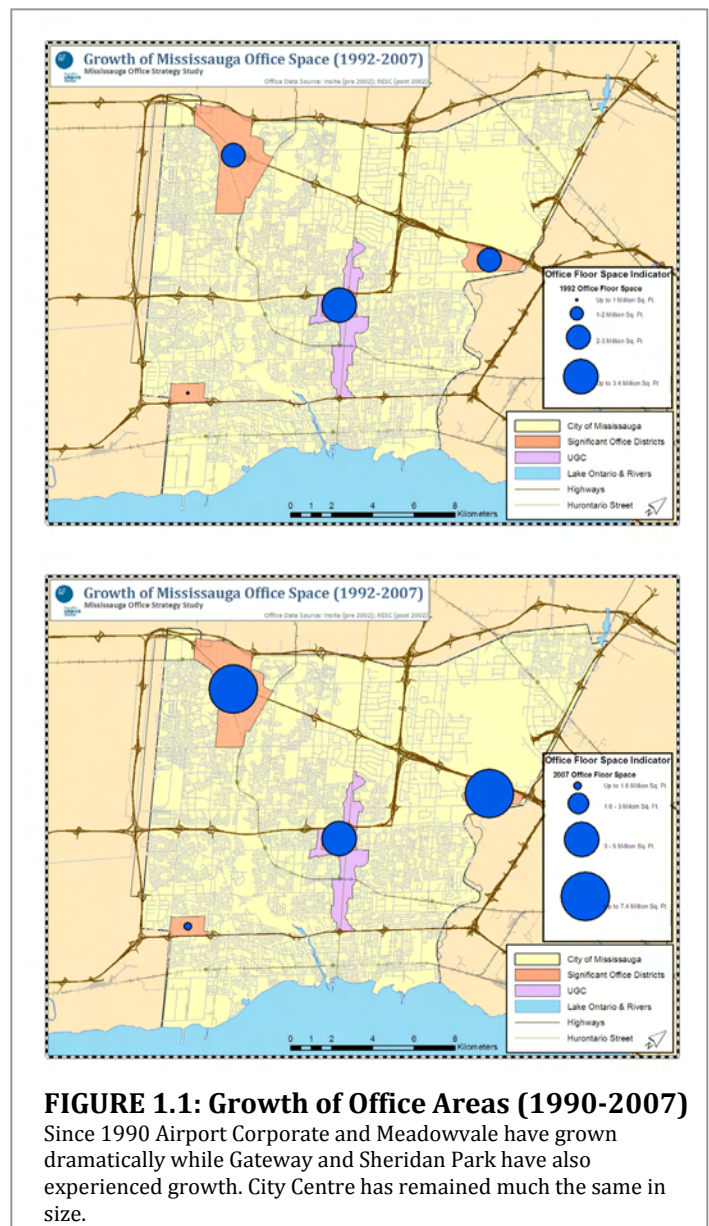 Growth of Mississauga Office Space (1992-2007)
Mississauga Office Strategy Study
Office Data Source: Insite [pre 2002]; RESC [post 2002]
Office Floor Space Indicator
1992 Office Floor Space
Up to 1 Million Sq. Ft.
1-2 Million Sq. Ft.
2-3 Million Sq. Ft.
Up to 3.4 Million Sq. Ft.
City of Mississauga
Significant Office Districts
UGC
Lake Ontario & Rivers
Highways
Hurontario Street
0 1 2 4 6 8
Kilometers
N
Growth of Mississauga Office Space (1992-2007)
Mississauga Office Strategy Study
Office Data Source: Insite [pre 2002]; RESC [post 2002]
Office Floor Space Indicator
2007 Office Floor Space
Up to 1.6 Million Sq. Ft.
1.6 - 3 Million Sq. Ft.
3 - 5 Million Sq. Ft.
Up to 7.4 Million Sq. Ft.
City of Mississauga
Significant Office Districts
UGC
Lake Ontario & Rivers
Highways
Hurontario Street
0 1 2 4 6 8
Kilometers
N
FIGURE 1.1: Growth of Office Areas (1990-2007)
Since 1990 Airport Corporate and Meadowvale have grown
dramatically while Gateway and Sheridan Park have also
experienced growth. City Centre has remained much the same in
size.